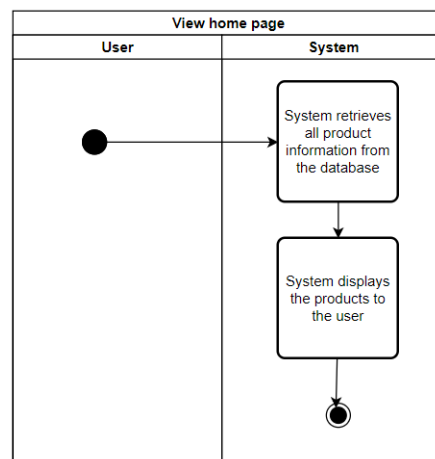 View home page
User
System
System retrieves
all product
information from
the database
System displays
the products to
the user